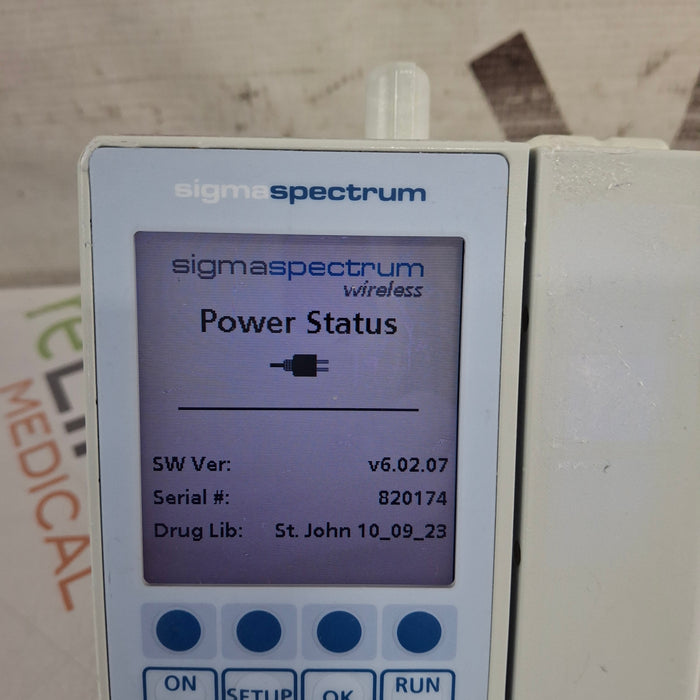 sigmaspectrum
sigmaspectrum
wireless
Power Status
SW Ver: v6.02.07
Serial #: 820174
Drug Lib: St. John 10_09_23
ON
SETUP
OK
RUN
MEDICAL